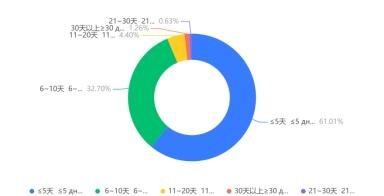 21~30天 21... 0.63%
30天以上≥30 д... 1.26%
11~20天 11... 4.40%
6~10天 6~... 32.70%
≤5天 ≤5 дн... 61.01%
≤5天 ≤5 дн... 6~10天 6~... 11~20天 11... 30天以上≥30 д... 21~30天 21...